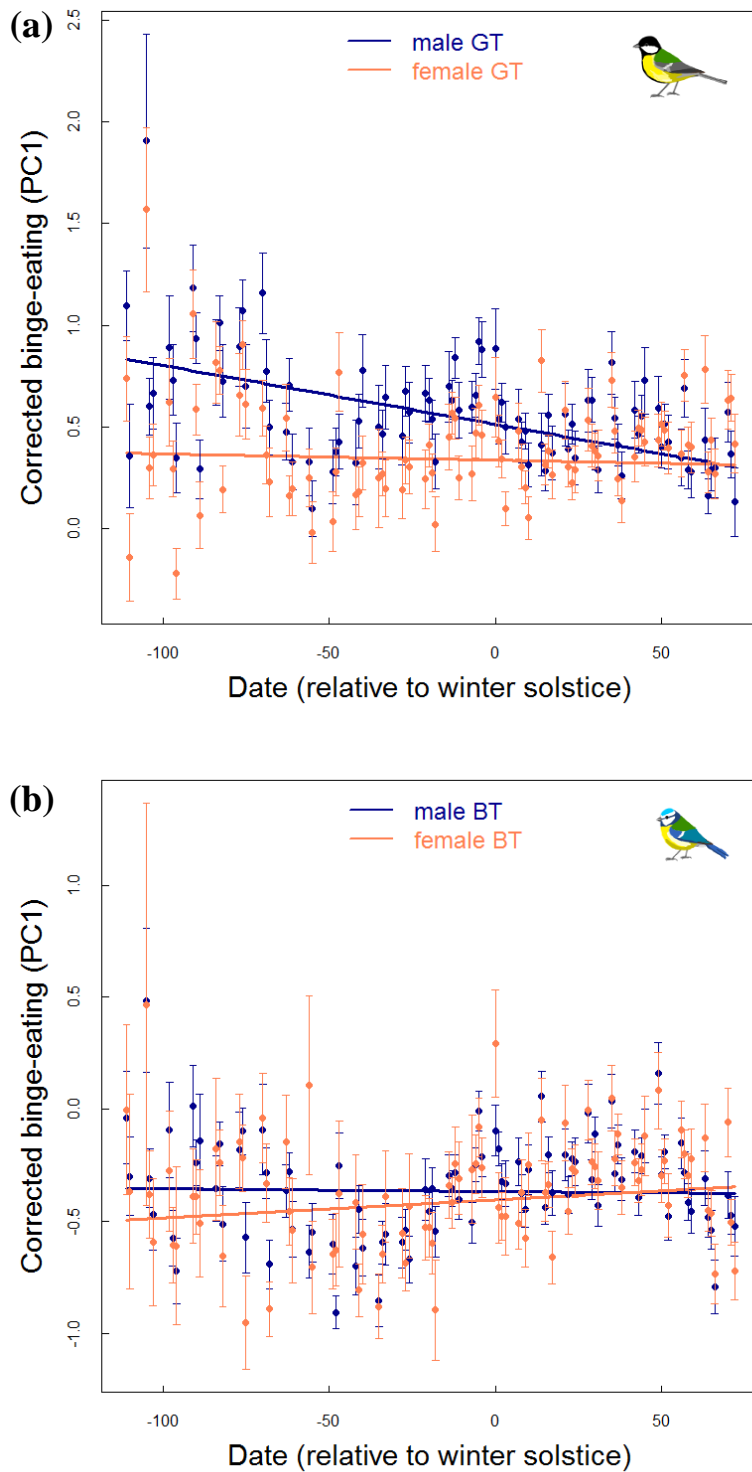 (a)
male GT
female GT
Corrected binge-eating (PC1)
2.5
2.0
1.5
1.0
0.5
0.0
-100
-50
0
50
Date (relative to winter solstice)
(b)
male BT
female BT
Corrected binge-eating (PC1)
1.0
0.5
0.0
-0.5
-1.0
-100
-50
0
50
Date (relative to winter solstice)